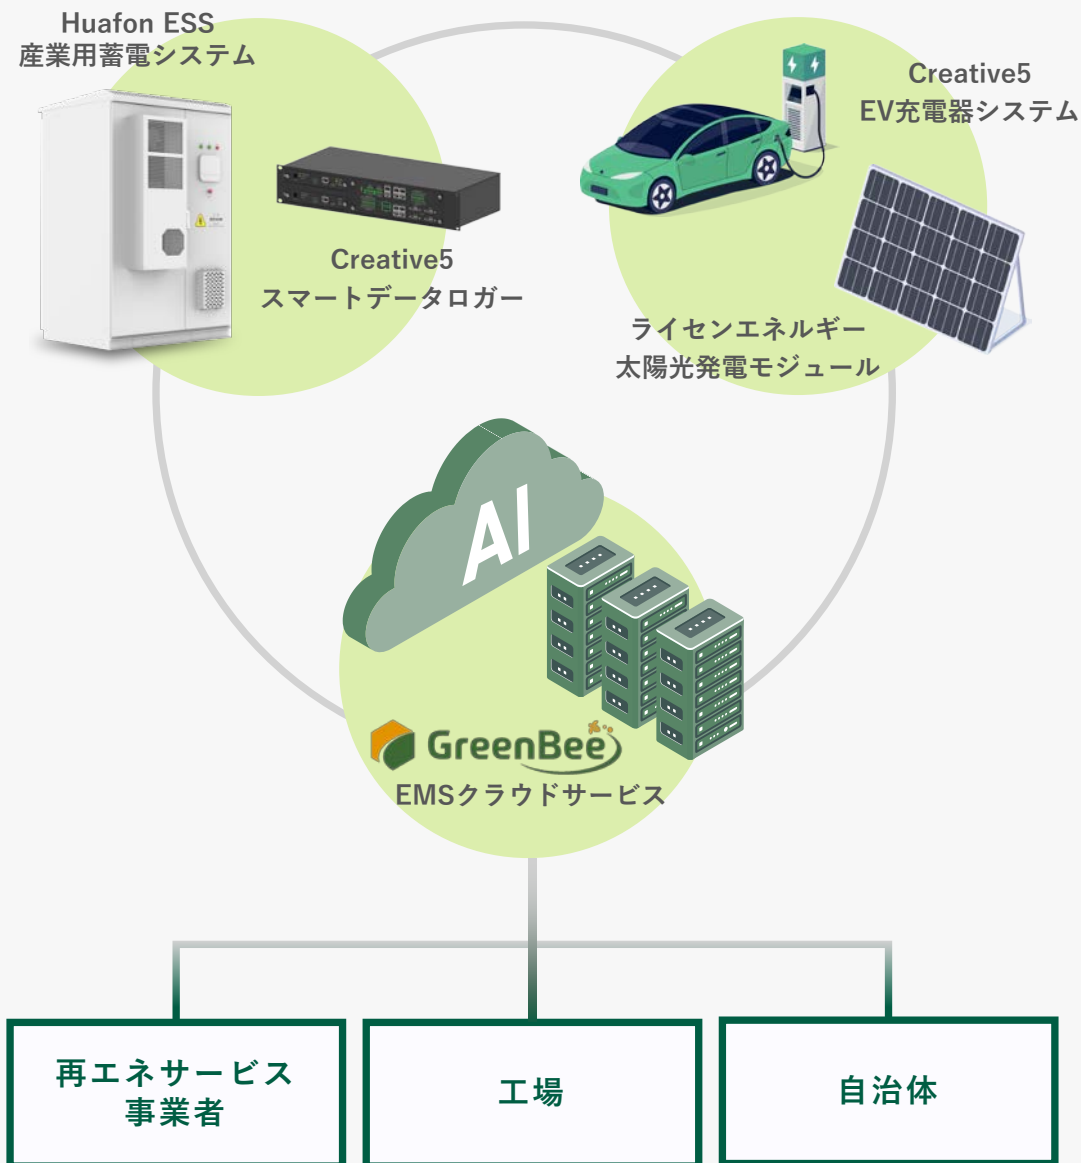 Huafon ESS
産業用蓄電システム
Creative5
スマートデータロガー
Creative5
EV充電器システム
ライセンエネルギー
太陽光発電モジュール
AI
GreenBee
EMSクラウドサービス
再エネサービス
事業者
工場
自治体